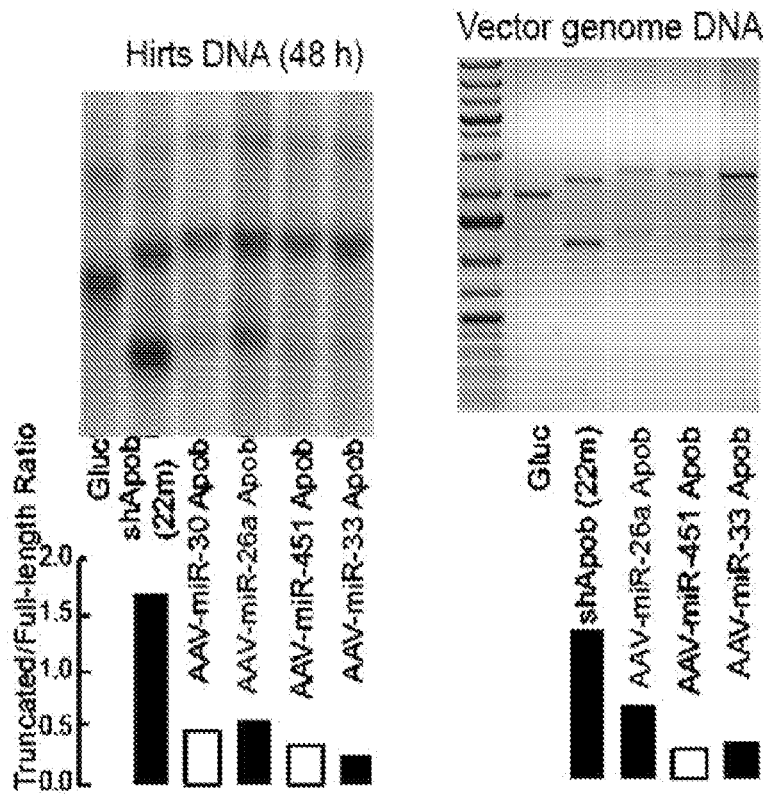 Hirts DNA (48 h)
Vector genome DNA
Gluc
shApob
(22m)
AAV-miR-30 Apob
AAV-miR-26a Apob
AAV-miR-451 Apob
AAV-miR-33 Apob
Gluc
shApob (22m)
AAV-miR-26a Apob
AAV-miR-451 Apob
AAV-miR-33 Apob
Truncated/Full-length Ratio
2.0
1.5
1.0
0.5
0.0